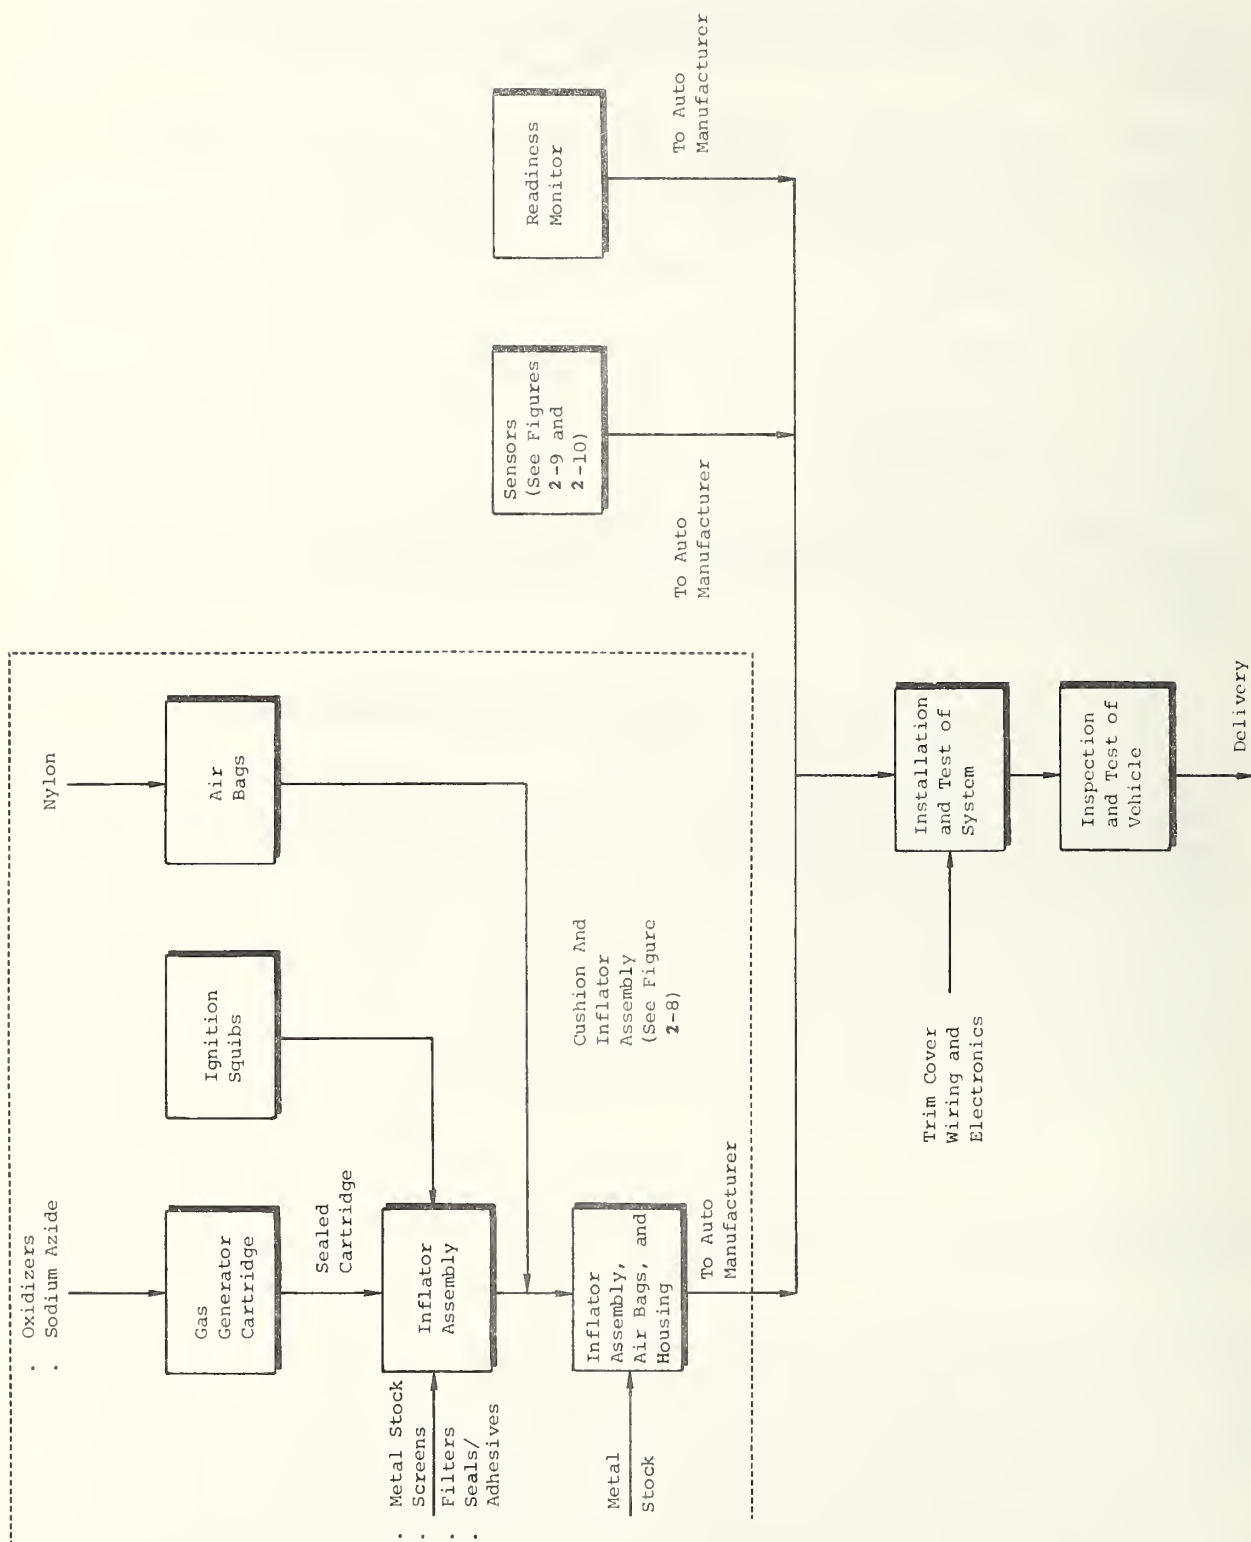 · Oxidizers
· Sodium Azide
Nylon
Gas
Generator
Cartridge
Ignition
Squibs
Air
Bags
Sealed
Cartridge
· Metal Stock
· Screens
· Filters
· Seals/
Adhesives
Inflator
Assembly
Cushion And
Inflator
Assembly
(See Figure
2-8)
Metal
Stock
Inflator
Assembly,
Air Bags, and
Housing
To Auto
Manufacturer
Sensors
(See Figures
2-9 and
2-10)
To Auto
Manufacturer
Readiness
Monitor
To Auto
Manufacturer
Trim Cover
Wiring and
Electronics
Installation
and Test of
System
Inspection
and Test of
Vehicle
Delivery